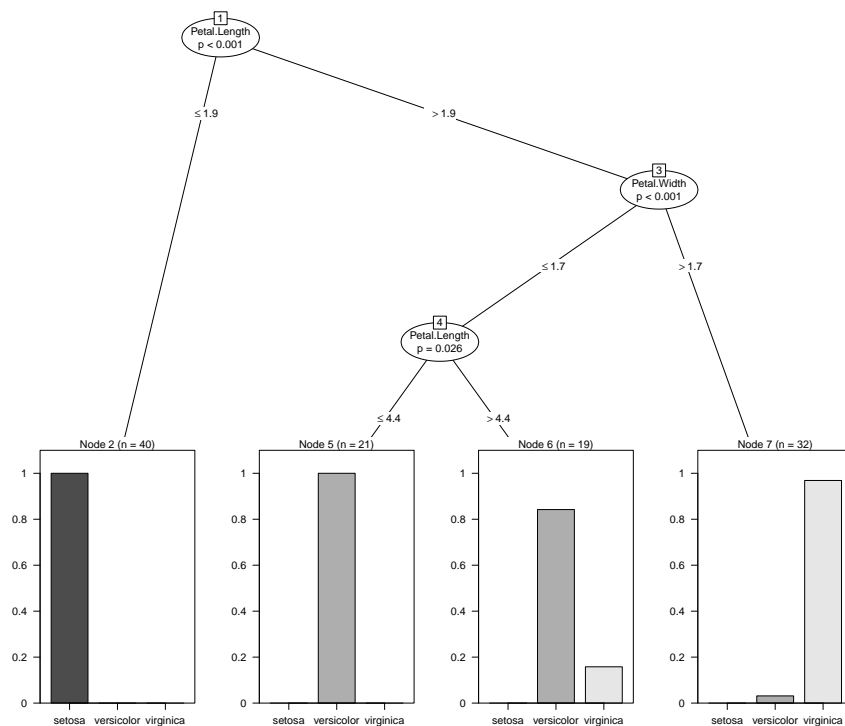 1
Petal.Length
p < 0.001
≤ 1.9
> 1.9
3
Petal.Width
p < 0.001
≤ 1.7
> 1.7
4
Petal.Length
p = 0.026
≤ 4.4
> 4.4
Node 2 (n = 40)
1
0.8
0.6
0.4
0.2
0
setosa versicolor virginica
Node 5 (n = 21)
1
0.8
0.6
0.4
0.2
0
setosa versicolor virginica
Node 6 (n = 19)
1
0.8
0.6
0.4
0.2
0
setosa versicolor virginica
Node 7 (n = 32)
1
0.8
0.6
0.4
0.2
0
setosa versicolor virginica